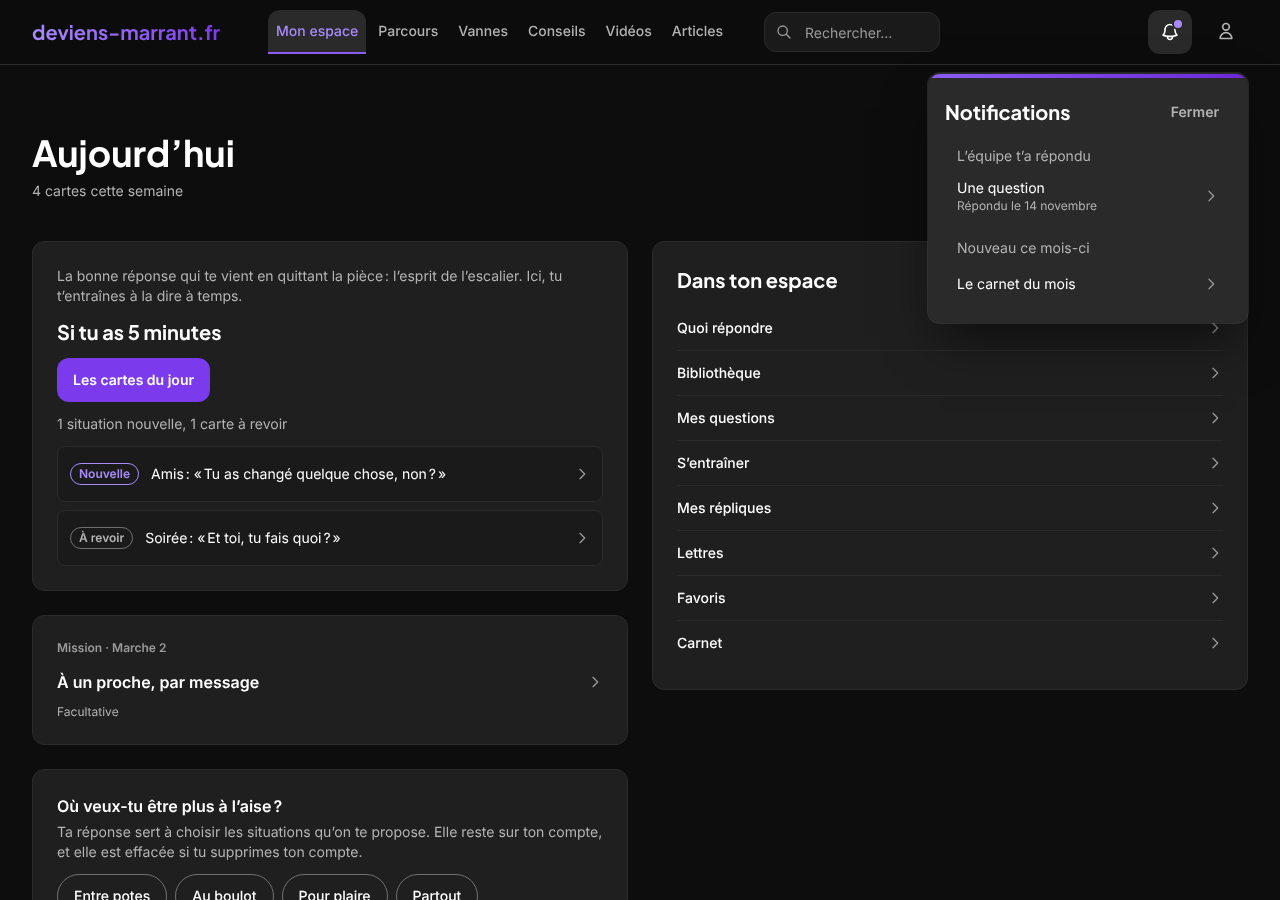 deviens-marrant.fr
Mon espace
Parcours
Vannes
Conseils
Vidéos
Articles
Rechercher...
Notifications
Fermer
L’équipe t’a répondu
Une question
Répondu le 14 novembre
Nouveau ce mois-ci
Le carnet du mois
Aujourd’hui
4 cartes cette semaine
La bonne réponse qui te vient en quittant la pièce : l’esprit de l’escalier. Ici, tu
t’entraînes à la dire à temps.
Si tu as 5 minutes
Les cartes du jour
1 situation nouvelle, 1 carte à revoir
Nouvelle
Amis : « Tu as changé quelque chose, non ? »
À revoir
Soirée : « Et toi, tu fais quoi ? »
Mission · Marche 2
À un proche, par message
Facultative
Où veux-tu être plus à l’aise ?
Ta réponse sert à choisir les situations qu’on te propose. Elle reste sur ton compte,
et elle est effacée si tu supprimes ton compte.
Entre potes
Au boulot
Pour plaire
Partout
Dans ton espace
Quoi répondre
Bibliothèque
Mes questions
S’entraîner
Mes répliques
Lettres
Favoris
Carnet